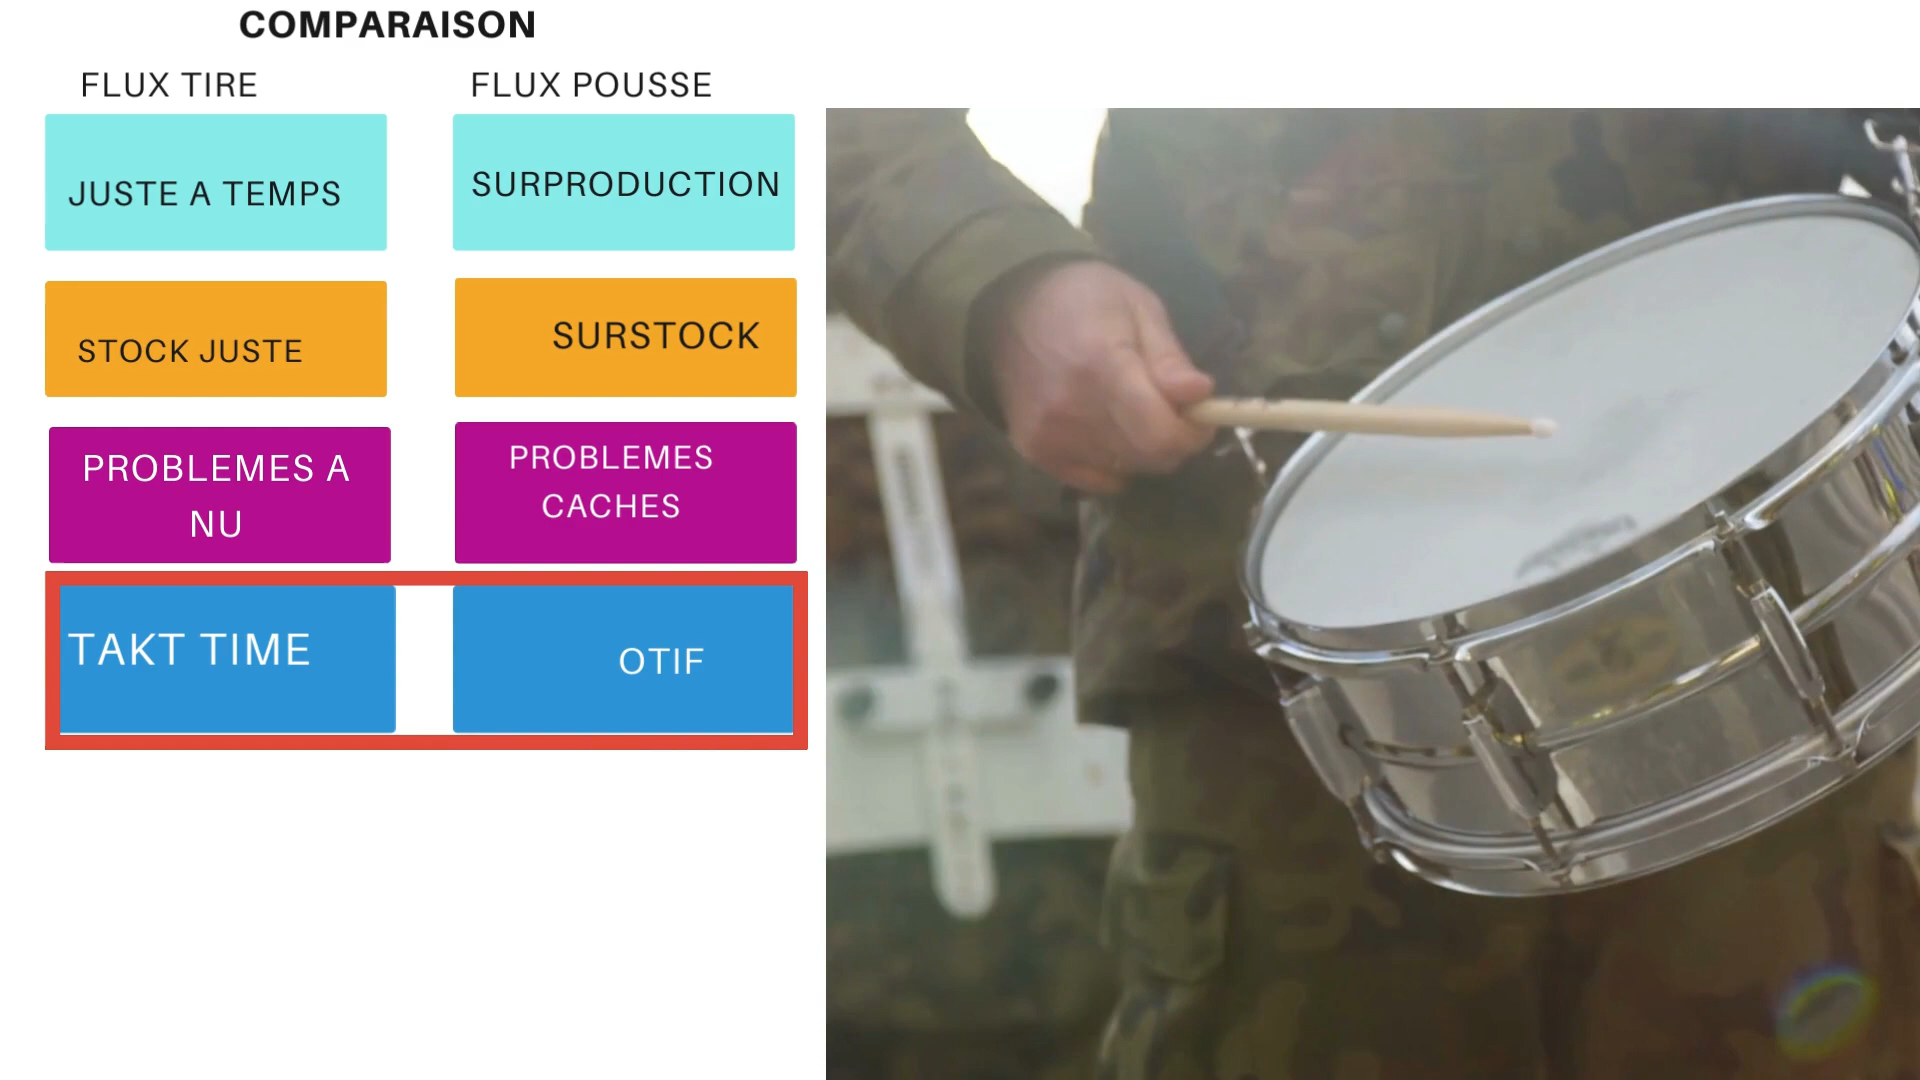 COMPARAISON
FLUX TIRE
FLUX POUSSE
JUSTE A TEMPS
SURPRODUCTION
STOCK JUSTE
SURSTOCK
PROBLEMES A
NU
PROBLEMES
CACHES
TAKT TIME
OTIF